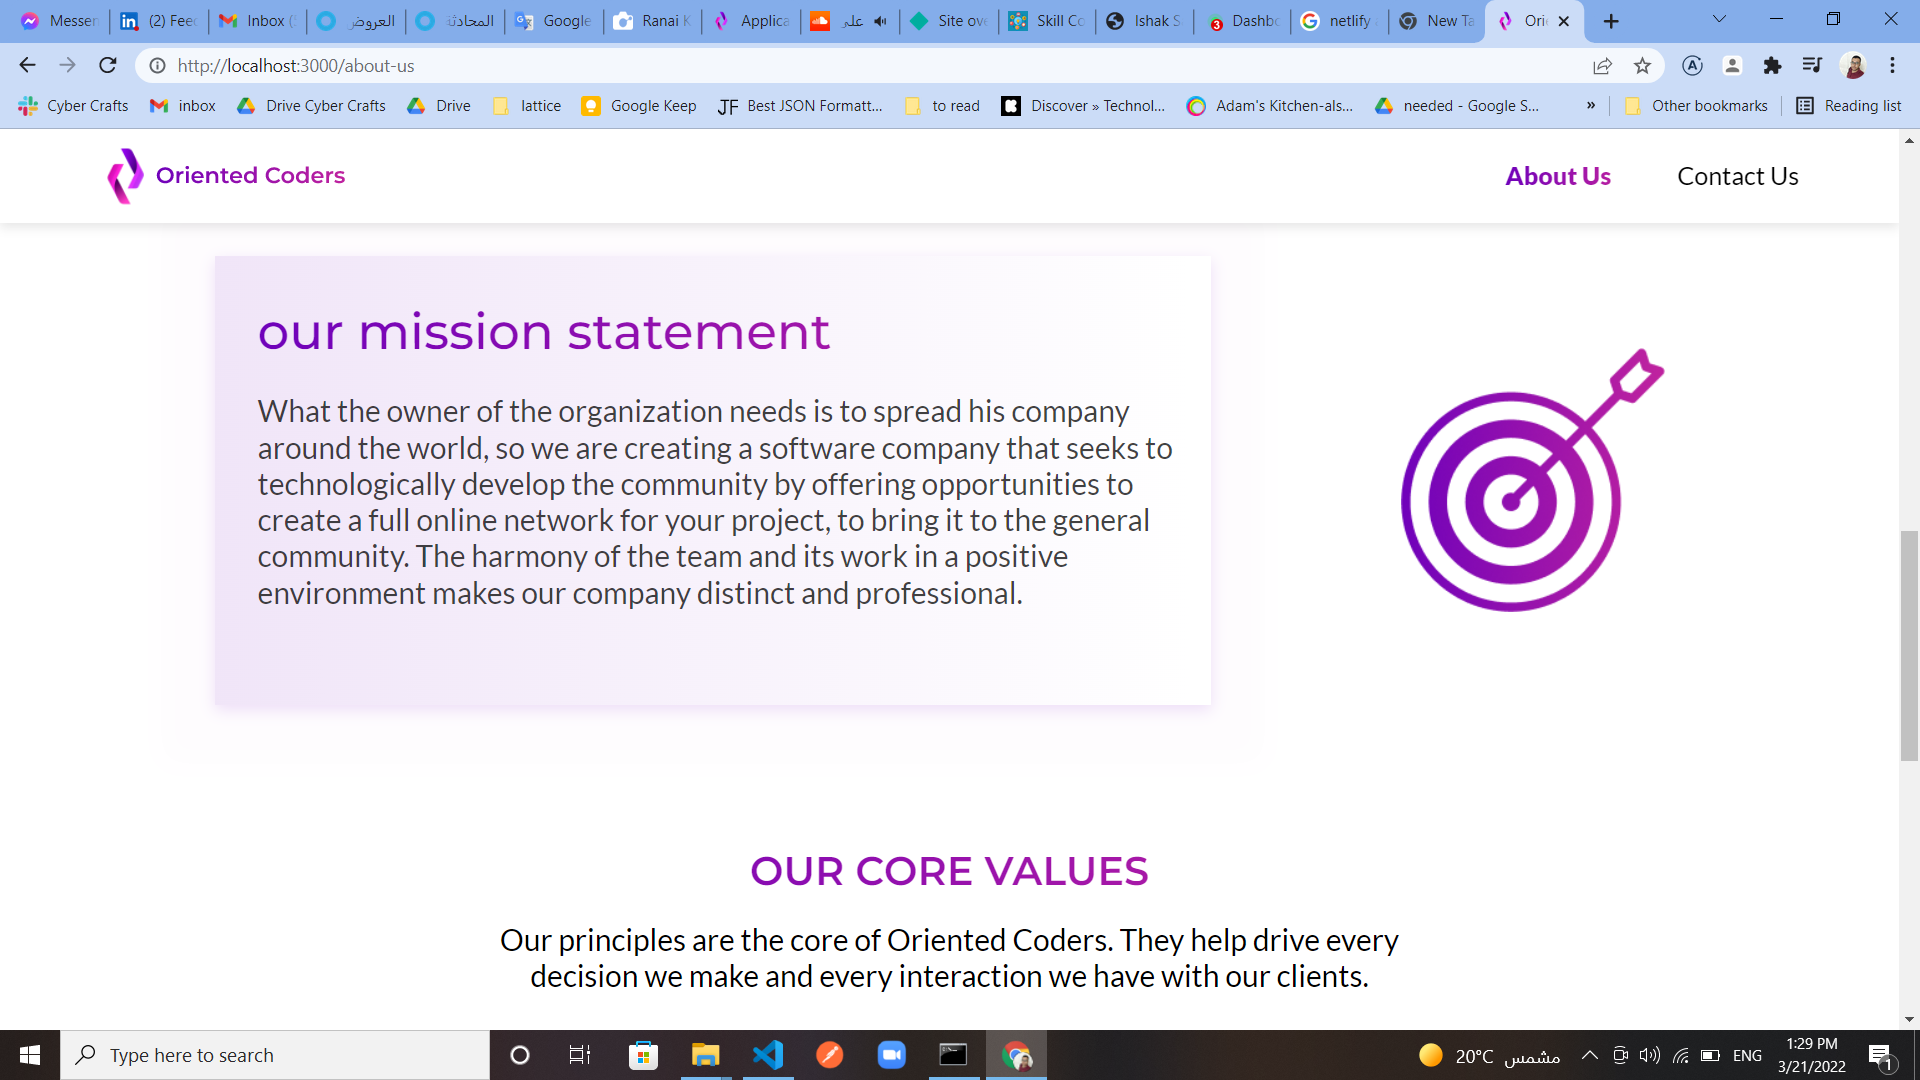 Messen
(2) Feed
Inbox (
العروض
المحادثة
Google
Ranai K
Applica
على
Site ove
Skill Co
Ishak S
3
Dashbo
netlify
New Ta
Orie
http://localhost:3000/about-us
Cyber Crafts
inbox
Drive Cyber Crafts
Drive
lattice
Google Keep
JF
Best JSON Formatt...
to read
Discover » Technol...
Adam's Kitchen-als...
needed - Google S...
»
Other bookmarks
Reading list
Oriented Coders
About Us
Contact Us
our mission statement
What the owner of the organization needs is to spread his company
around the world, so we are creating a software company that seeks to
technologically develop the community by offering opportunities to
create a full online network for your project, to bring it to the general
community. The harmony of the team and its work in a positive
environment makes our company distinct and professional.
OUR CORE VALUES
Our principles are the core of Oriented Coders. They help drive every
decision we make and every interaction we have with our clients.
Type here to search
20°C مشمس
ENG
1:29 PM
3/21/2022
1